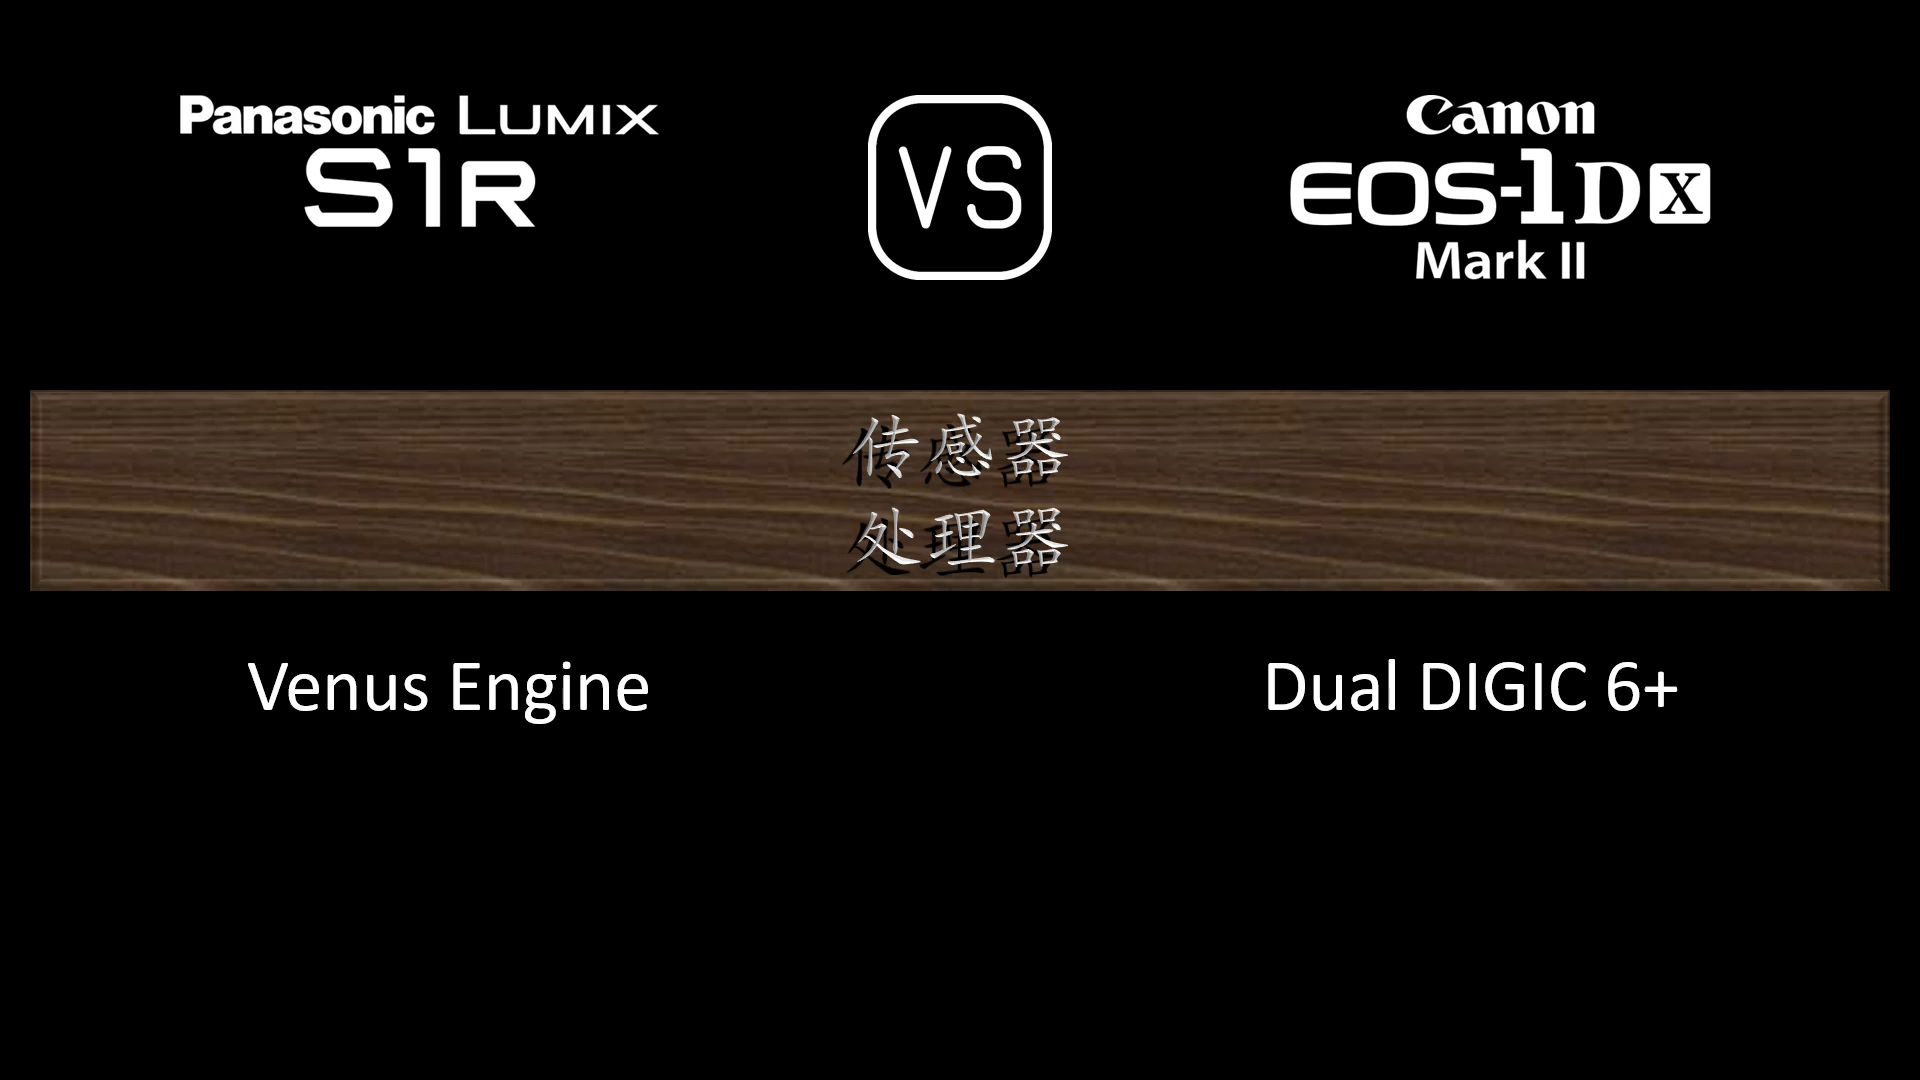 Panasonic LUMIX
S1R
VS
Canon
EOS-1DX
Mark II
传感器
处理器
Venus Engine
Dual DIGIC 6+